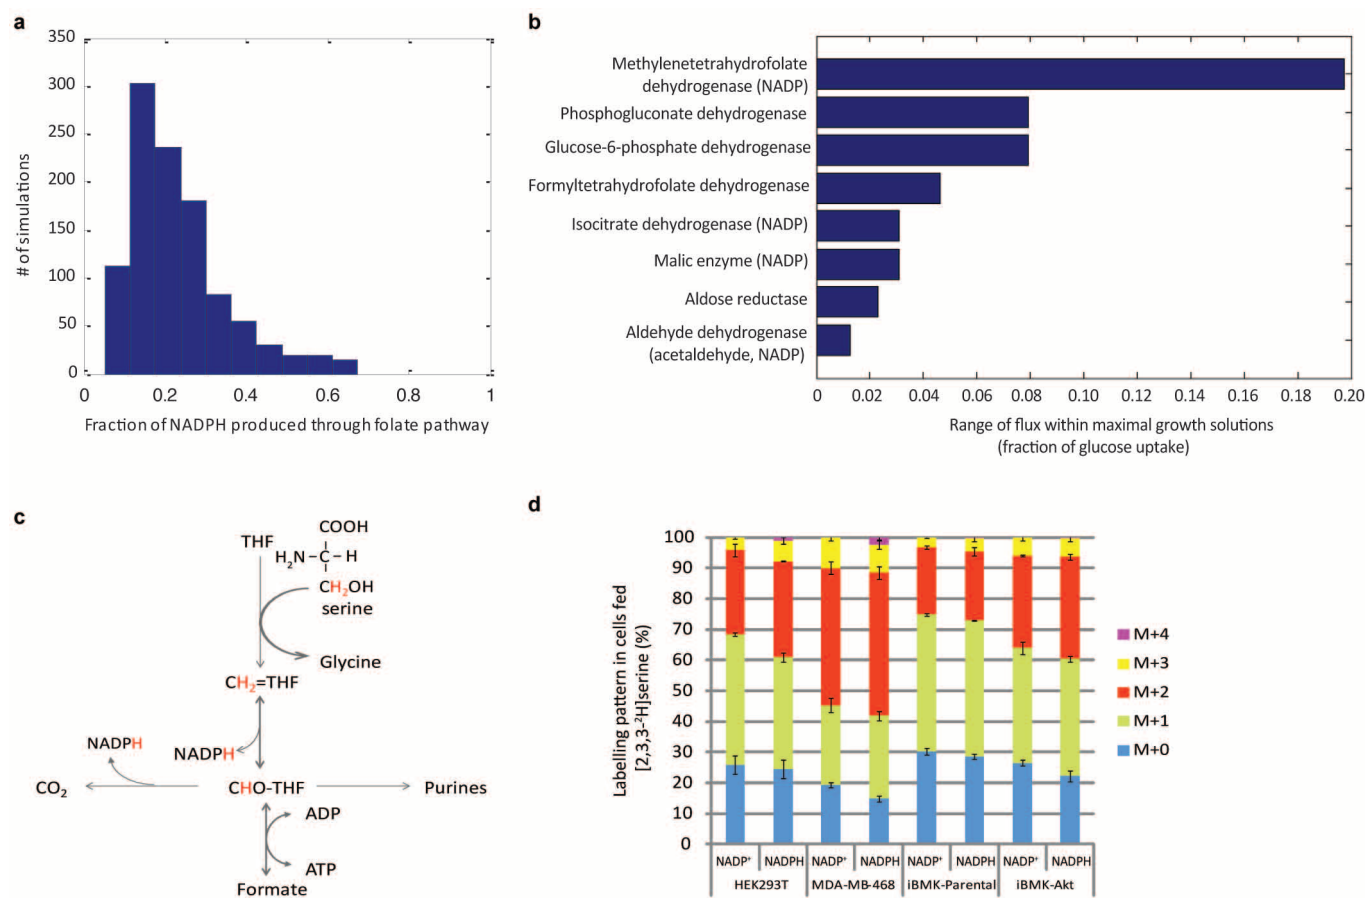 a
350
300
250
200
150
100
50
0
# of simulations
0 0.2 0.4 0.6 0.8 1
Fraction of NADPH produced through folate pathway
b
Methylenetetrahydrofolate
dehydrogenase (NADP)
Phosphogluconate dehydrogenase
Glucose-6-phosphate dehydrogenase
Formyltetrahydrofolate dehydrogenase
Isocitrate dehydrogenase (NADP)
Malic enzyme (NADP)
Aldose reductase
Aldehyde dehydrogenase
(acetaldehyde, NADP)
0 0.02 0.04 0.06 0.08 0.10 0.12 0.14 0.16 0.18 0.20
Range of flux within maximal growth solutions
(fraction of glucose uptake)
c
COOH
THF
H₂N–C–H
CH₂OH
serine
Glycine
CH₂=THF
NADPH
NADPH
CO₂
CHO-THF
Purines
ADP
ATP
Formate
d
100
90
80
70
60
50
40
30
20
10
0
Labelling pattern in cells fed
[2,3,3-²H]serine (%)
M+4
M+3
M+2
M+1
M+0
NADP⁺ NADPH NADP⁺ NADPH NADP⁺ NADPH NADP⁺ NADPH
HEK293T MDA-MB-468 iBMK-Parental iBMK-Akt